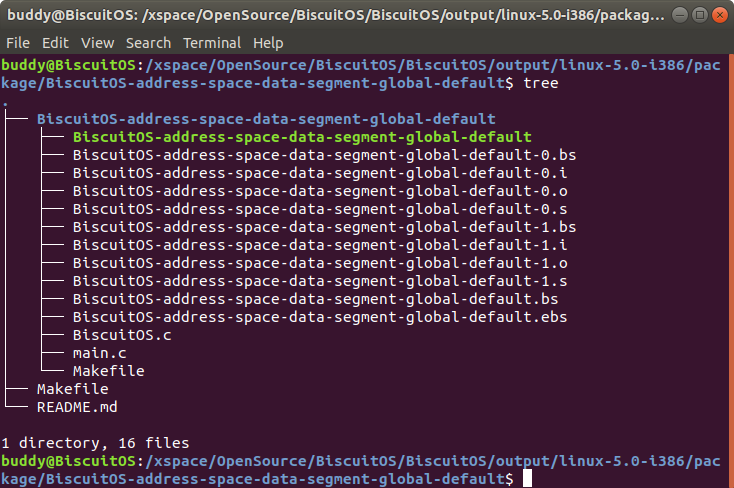 buddy@BiscuitOS: /xspace/OpenSource/BiscuitOS/BiscuitOS/output/linux-5.0-i386/packag...
File Edit View Search Terminal Help
buddy@BiscuitOS:/xspace/OpenSource/BiscuitOS/BiscuitOS/output/linux-5.0-i386/pac
kage/BiscuitOS-address-space-data-segment-global-default$ tree
.
├── BiscuitOS-address-space-data-segment-global-default
│   ├── BiscuitOS-address-space-data-segment-global-default
│   ├── BiscuitOS-address-space-data-segment-global-default-0.bs
│   ├── BiscuitOS-address-space-data-segment-global-default-0.i
│   ├── BiscuitOS-address-space-data-segment-global-default-0.o
│   ├── BiscuitOS-address-space-data-segment-global-default-0.s
│   ├── BiscuitOS-address-space-data-segment-global-default-1.bs
│   ├── BiscuitOS-address-space-data-segment-global-default-1.i
│   ├── BiscuitOS-address-space-data-segment-global-default-1.o
│   ├── BiscuitOS-address-space-data-segment-global-default-1.s
│   ├── BiscuitOS-address-space-data-segment-global-default.bs
│   ├── BiscuitOS-address-space-data-segment-global-default.ebs
│   ├── BiscuitOS.c
│   ├── main.c
│   └── Makefile
├── Makefile
└── README.md
1 directory, 16 files
buddy@BiscuitOS:/xspace/OpenSource/BiscuitOS/BiscuitOS/output/linux-5.0-i386/pac
kage/BiscuitOS-address-space-data-segment-global-default$